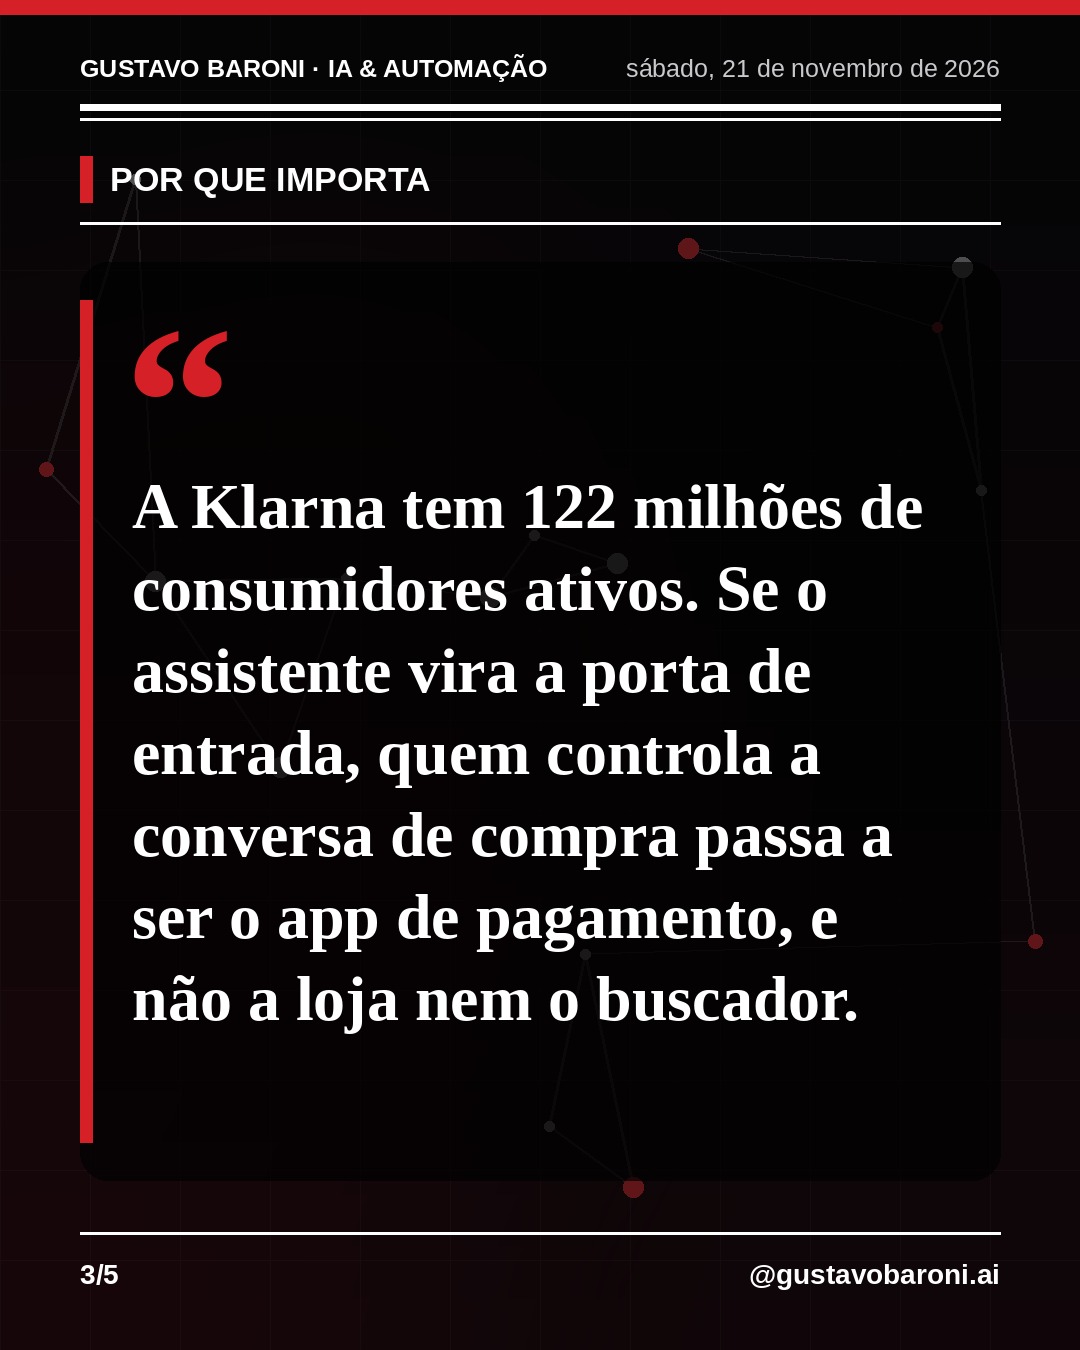 GUSTAVO BARONI · IA & AUTOMAÇÃO
sábado, 21 de novembro de 2026
POR QUE IMPORTA
“
A Klarna tem 122 milhões de
consumidores ativos. Se o
assistente vira a porta de
entrada, quem controla a
conversa de compra passa a
ser o app de pagamento, e
não a loja nem o buscador.
3/5
@gustavobaroni.ai